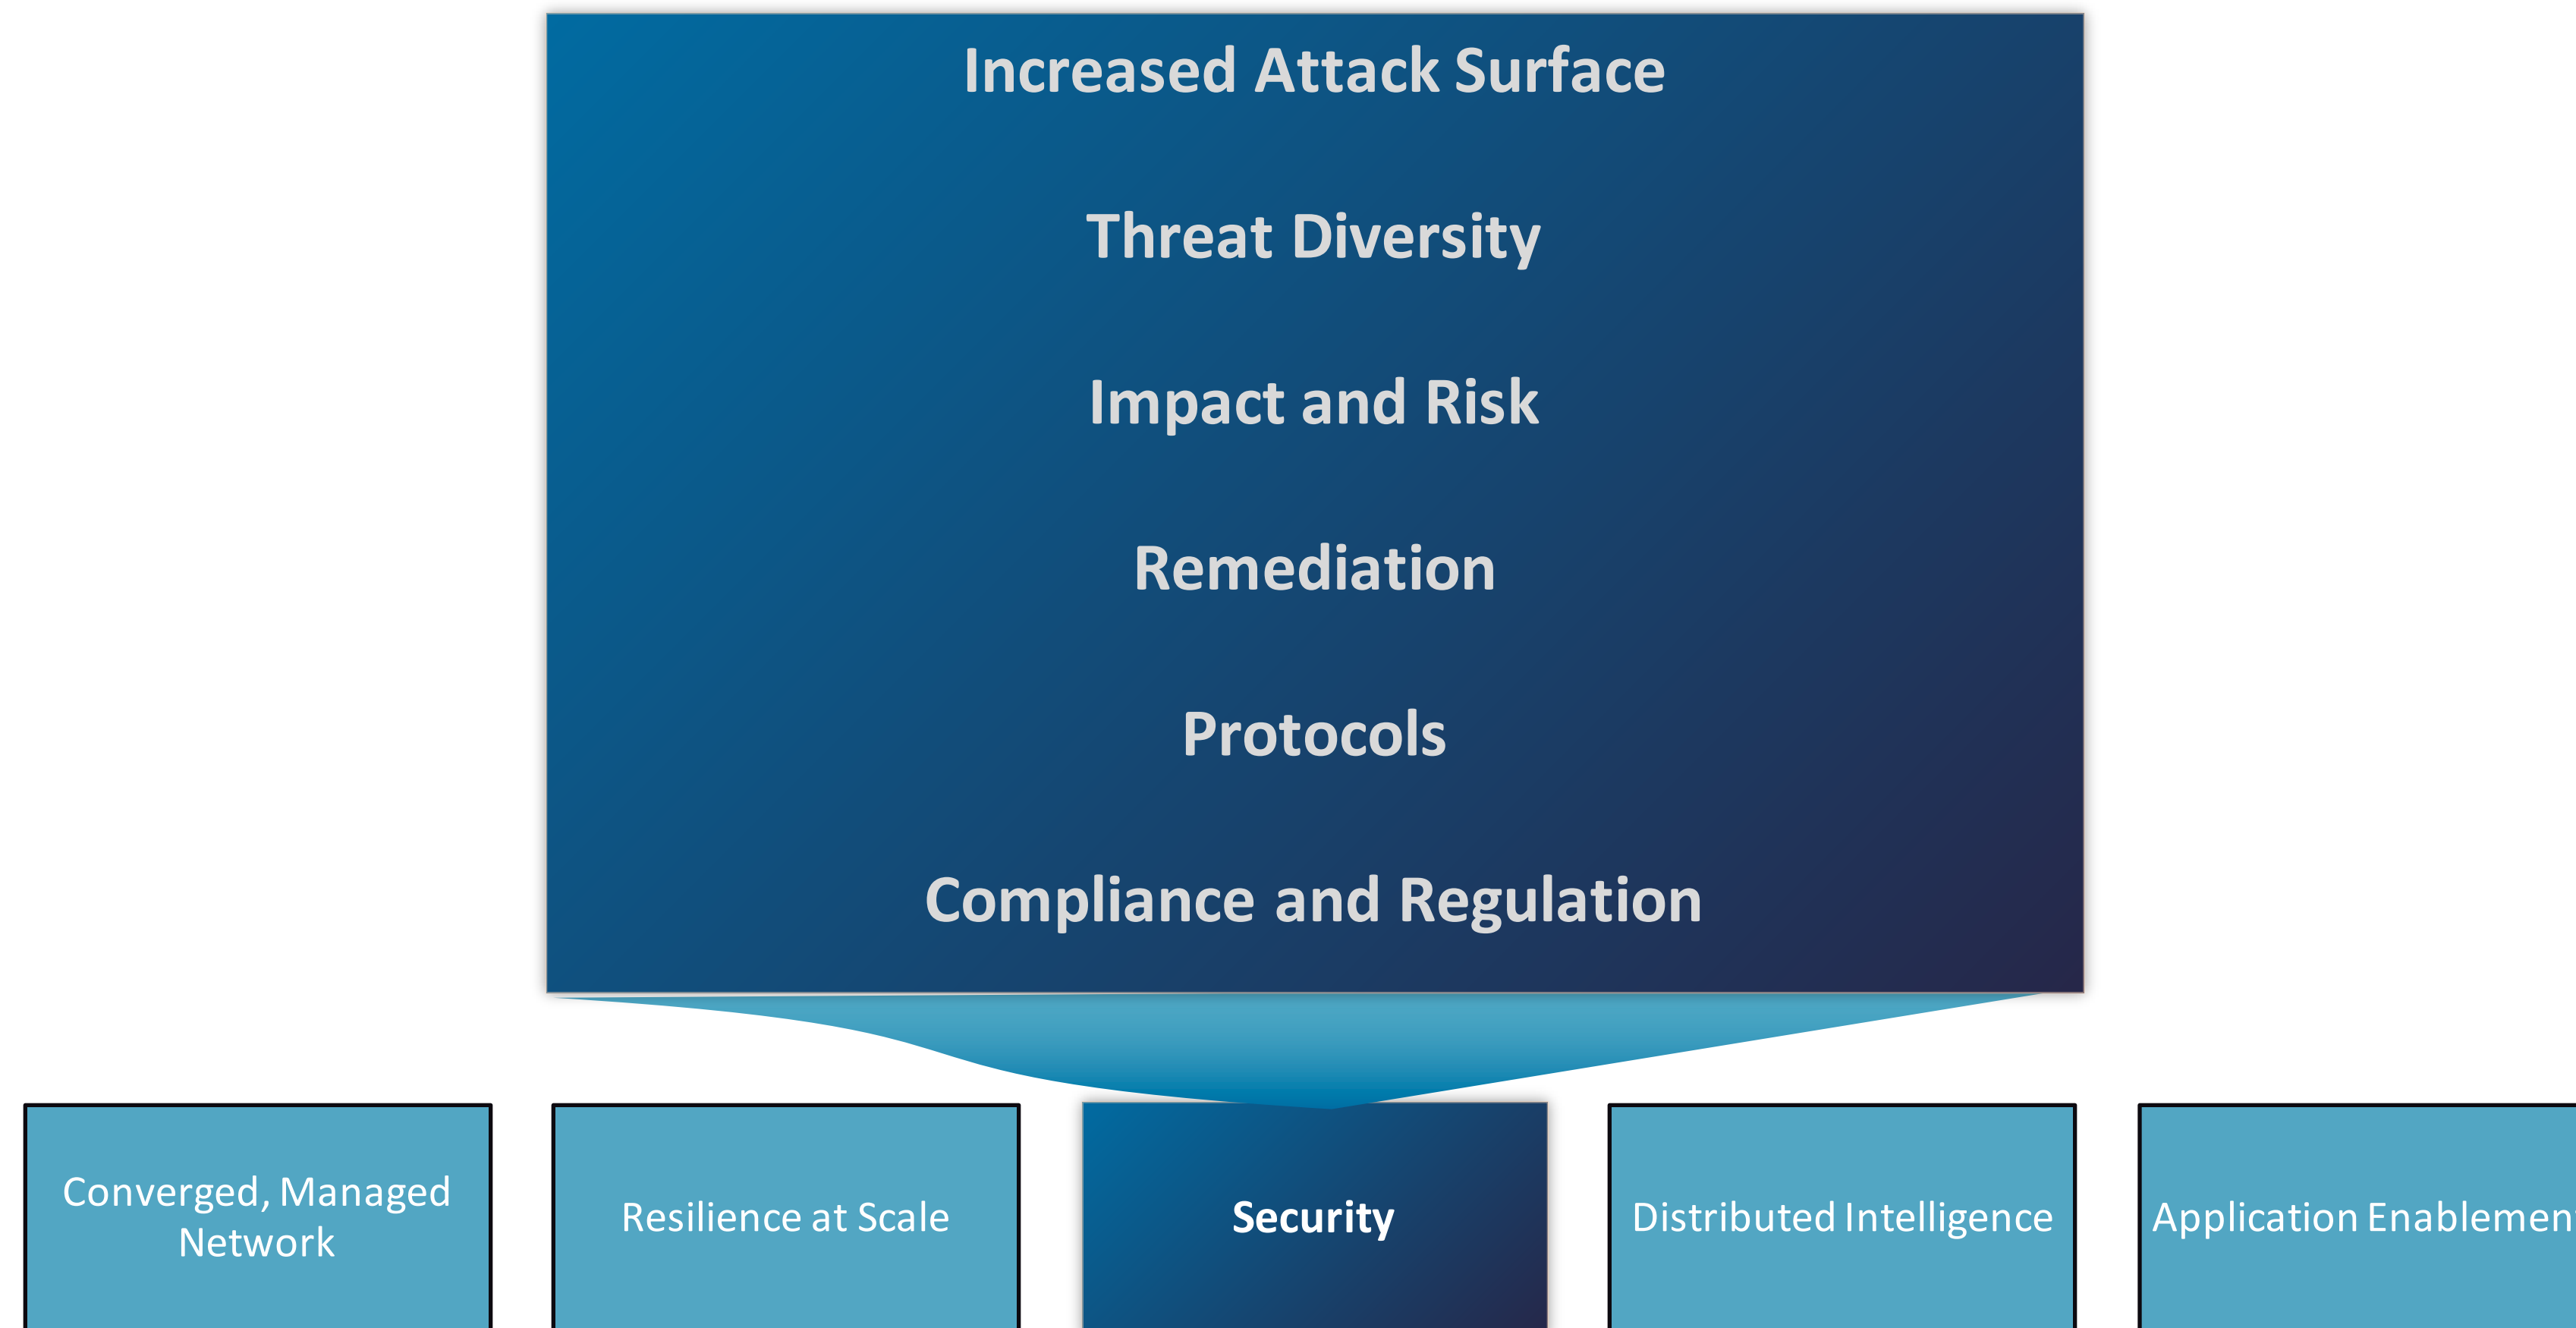 Increased Attack Surface
Threat Diversity
Impact and Risk
Remediation
Protocols
Compliance and Regulation
Converged, Managed
Network
Resilience at Scale
Security
Distributed Intelligence
Application Enablement